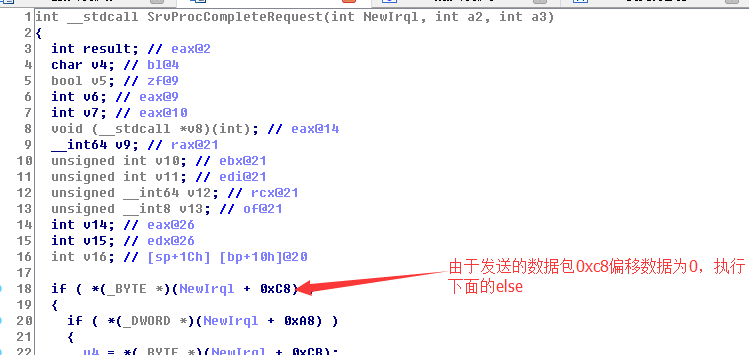 1 int __stdcall SrvProcCompleteRequest(int NewIrql, int a2, int a3)
2 {
3 int result; // eax@2
4 char v4; // bl@4
5 bool v5; // zf@9
6 int v6; // eax@9
7 int v7; // eax@10
8 void (__stdcall *v8)(int); // eax@14
9 __int64 v9; // rax@21
10 unsigned int v10; // ebx@21
11 unsigned int v11; // edi@21
12 unsigned __int64 v12; // rcx@21
13 unsigned __int8 v13; // of@21
14 int v14; // eax@26
15 int v15; // edx@26
16 int v16; // [sp+1Ch] [bp+10h]@20
17
18 if ( *(_BYTE *)(NewIrql + 0xC8)
由于发送的数据包0xc8偏移数据为0，执行
下面的else
19 {
20 if ( *(_DWORD *)(NewIrql + 0xA8) )
21 {
22 v4 = *(_BYTE *)(NewIrql + 0xCB);